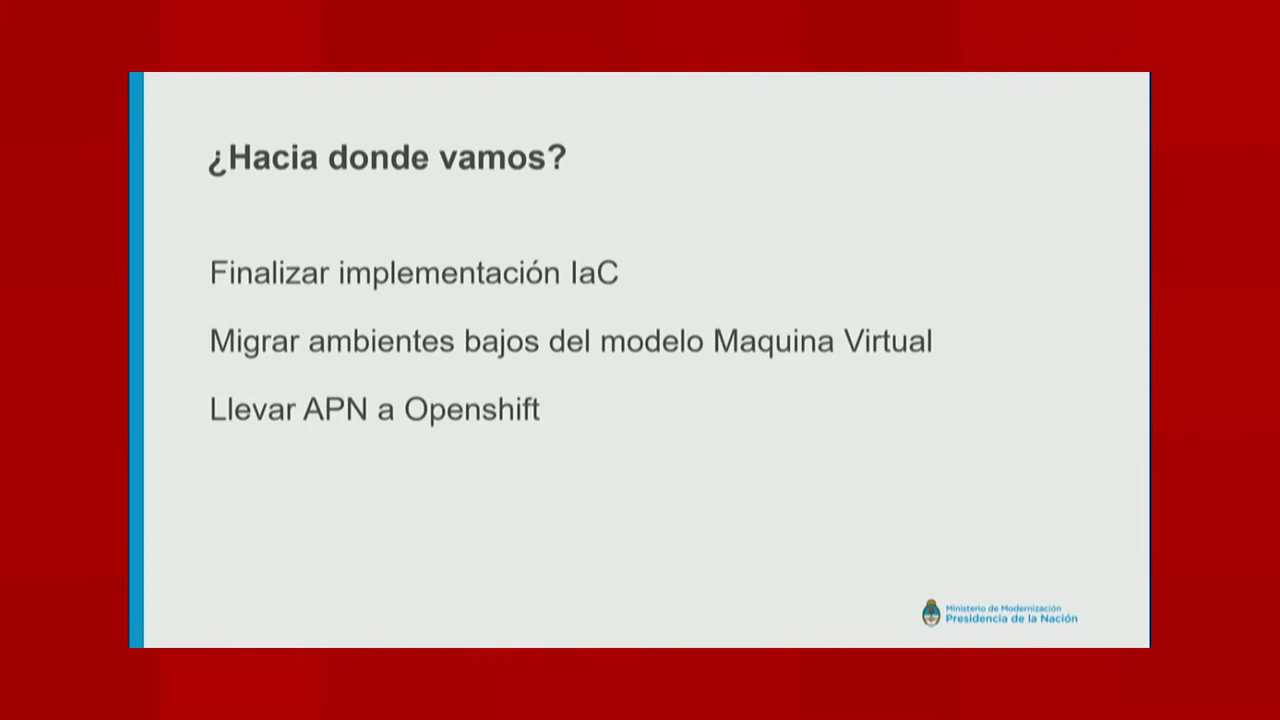 ¿Hacia donde vamos?
Finalizar implementación IaC
Migrar ambientes bajos del modelo Maquina Virtual
Llevar APN a Openshift
Ministerio de Modernización
Presidencia de la Nación